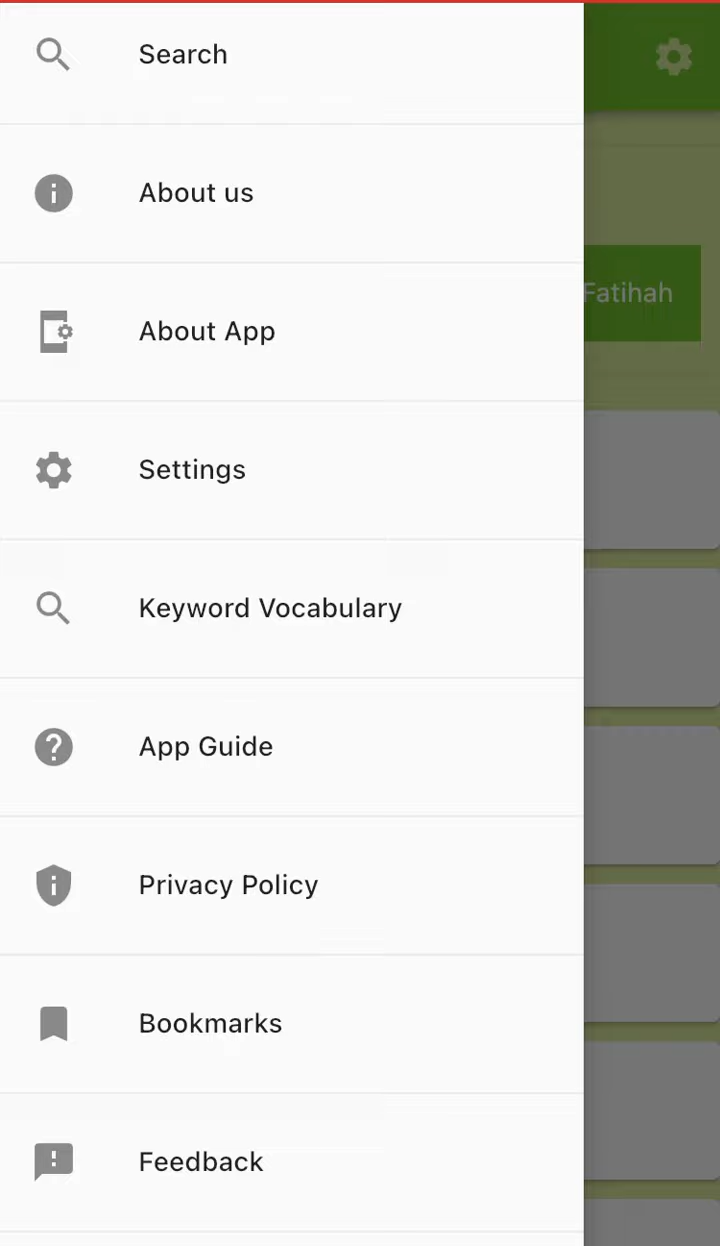 Search
About us
Fatihah
About App
Settings
Keyword Vocabulary
App Guide
Privacy Policy
Bookmarks
Feedback